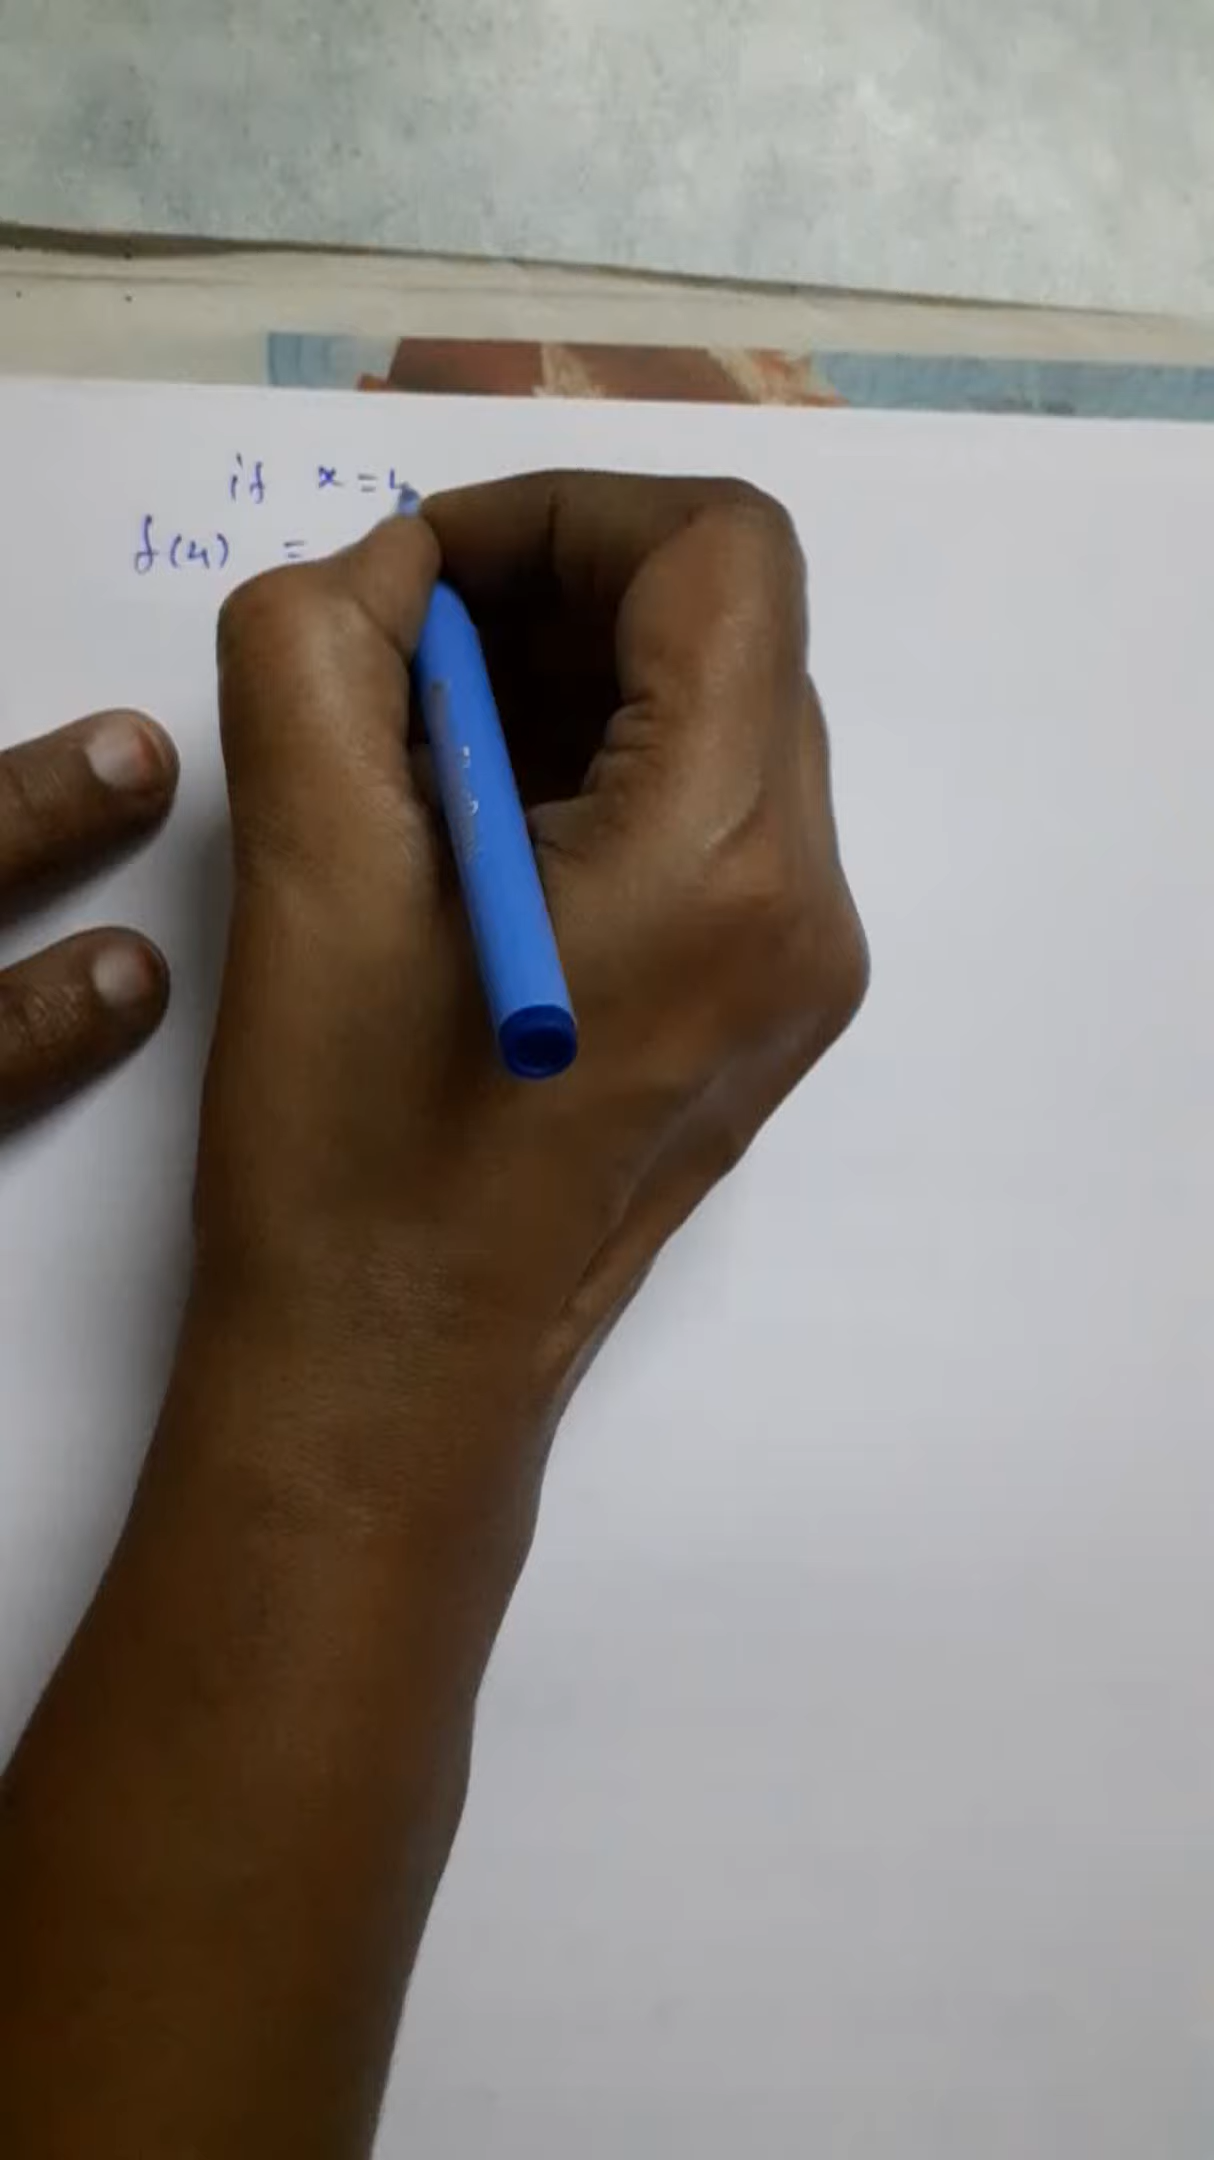 if x = 4
f(4) =